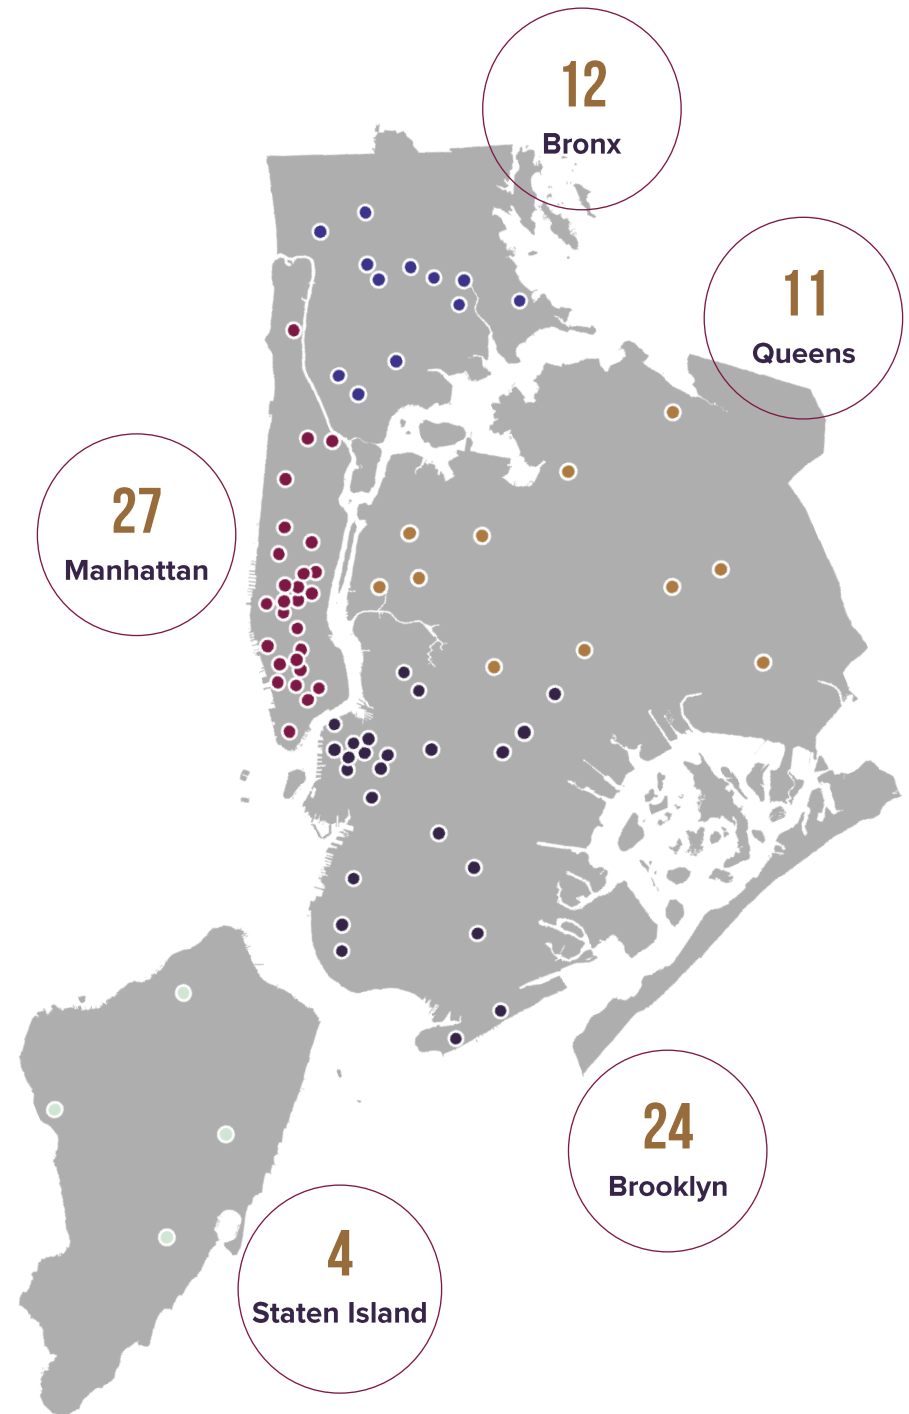 12
Bronx
11
Queens
27
Manhattan
24
Brooklyn
4
Staten Island